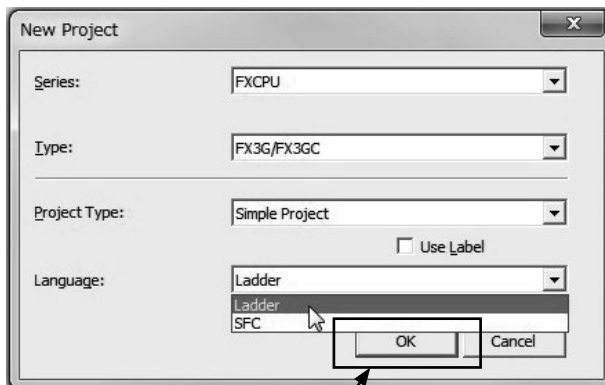 New Project
Series: FXCPU
Type: FX3G/FX3GC
Project Type: Simple Project
Use Label
Language: Ladder
Ladder
SFC
OK Cancel